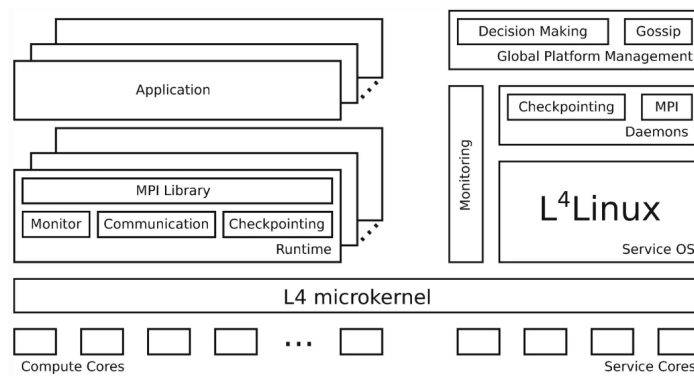 Application
MPI Library
Monitor
Communication
Checkpointing
Runtime
Decision Making
Gossip
Global Platform Management
Monitoring
Checkpointing
MPI
Daemons
L⁴Linux
Service OS
L4 microkernel
...
Compute Cores
Service Cores